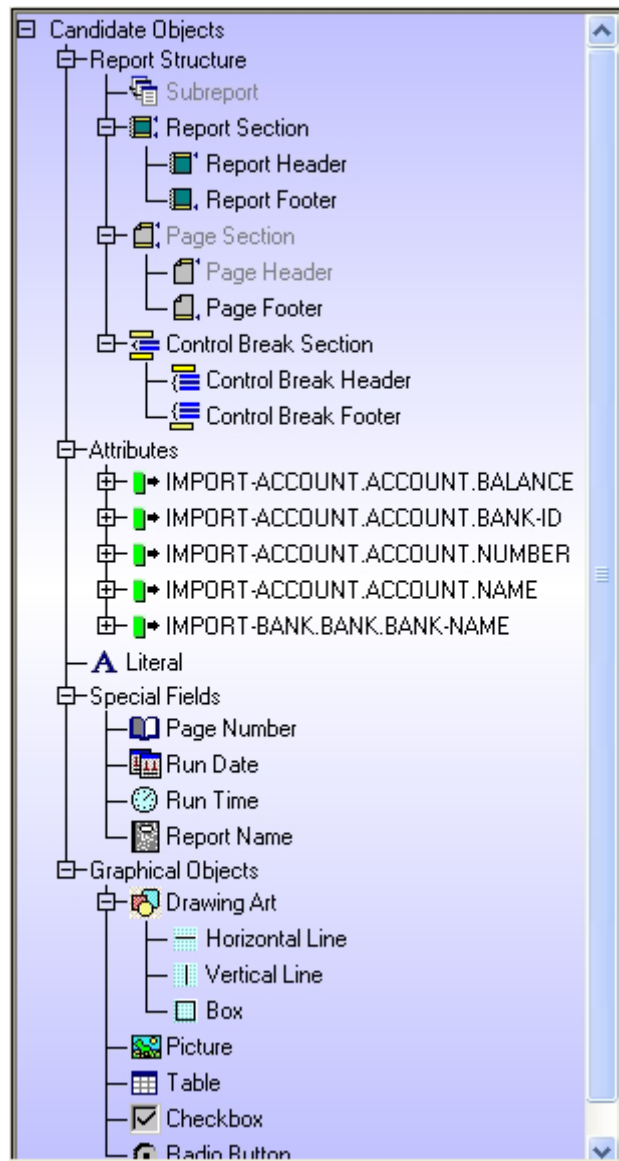 Candidate Objects
Report Structure
Subreport
Report Section
Report Header
Report Footer
Page Section
Page Header
Page Footer
Control Break Section
Control Break Header
Control Break Footer
Attributes
IMPORT-ACCOUNT.ACCOUNT.BALANCE
IMPORT-ACCOUNT.ACCOUNT.BANK-ID
IMPORT-ACCOUNT.ACCOUNT.NUMBER
IMPORT-ACCOUNT.ACCOUNT.NAME
IMPORT-BANK.BANK.BANK-NAME
A Literal
Special Fields
Page Number
Run Date
Run Time
Report Name
Graphical Objects
Drawing Art
Horizontal Line
Vertical Line
Box
Picture
Table
Checkbox
Radio Button